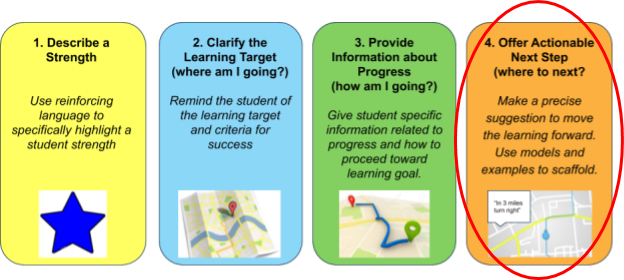 1. Describe a
Strength
Use reinforcing
language to
specifically highlight a
student strength
2. Clarify the
Learning Target
(where am I going?)
Remind the student of
the learning target
and criteria for
success
3. Provide
Information about
Progress
(how am I going?)
Give student specific
information related to
progress and how to
proceed toward
learning goal.
4. Offer Actionable
Next Step
(where to next?
Make a precise
suggestion to move
the learning forward.
Use models and
examples to scaffold.
"In 3 miles
turn right"